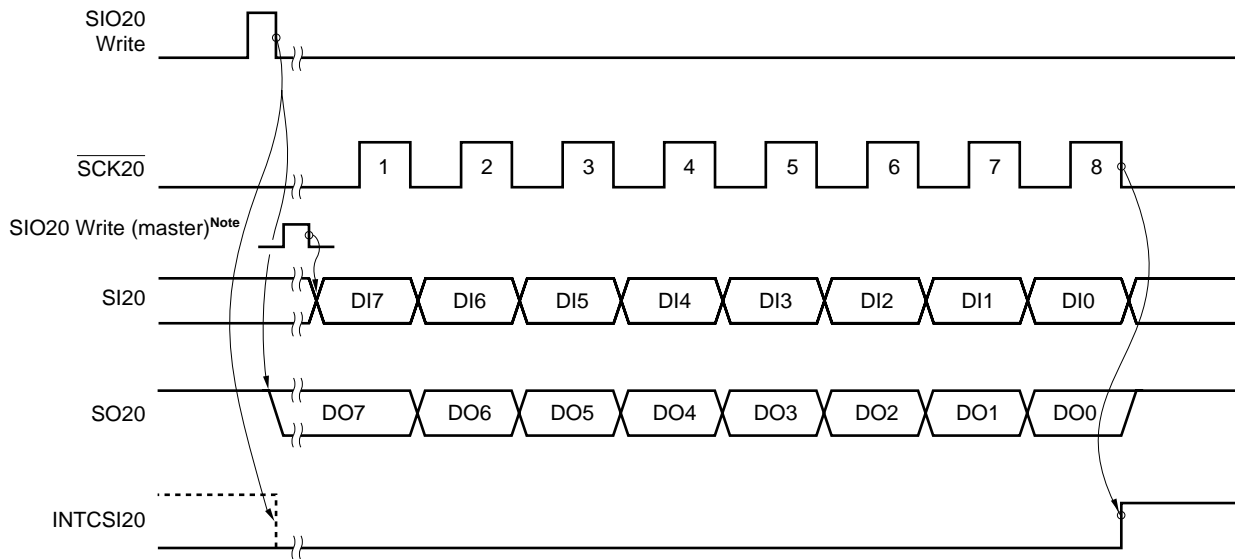 SIO20
Write
SCK20
1 2 3 4 5 6 7 8
SIO20 Write (master)Note
SI20 DI7 DI6 DI5 DI4 DI3 DI2 DI1 DI0
SO20 DO7 DO6 DO5 DO4 DO3 DO2 DO1 DO0
INTCSI20